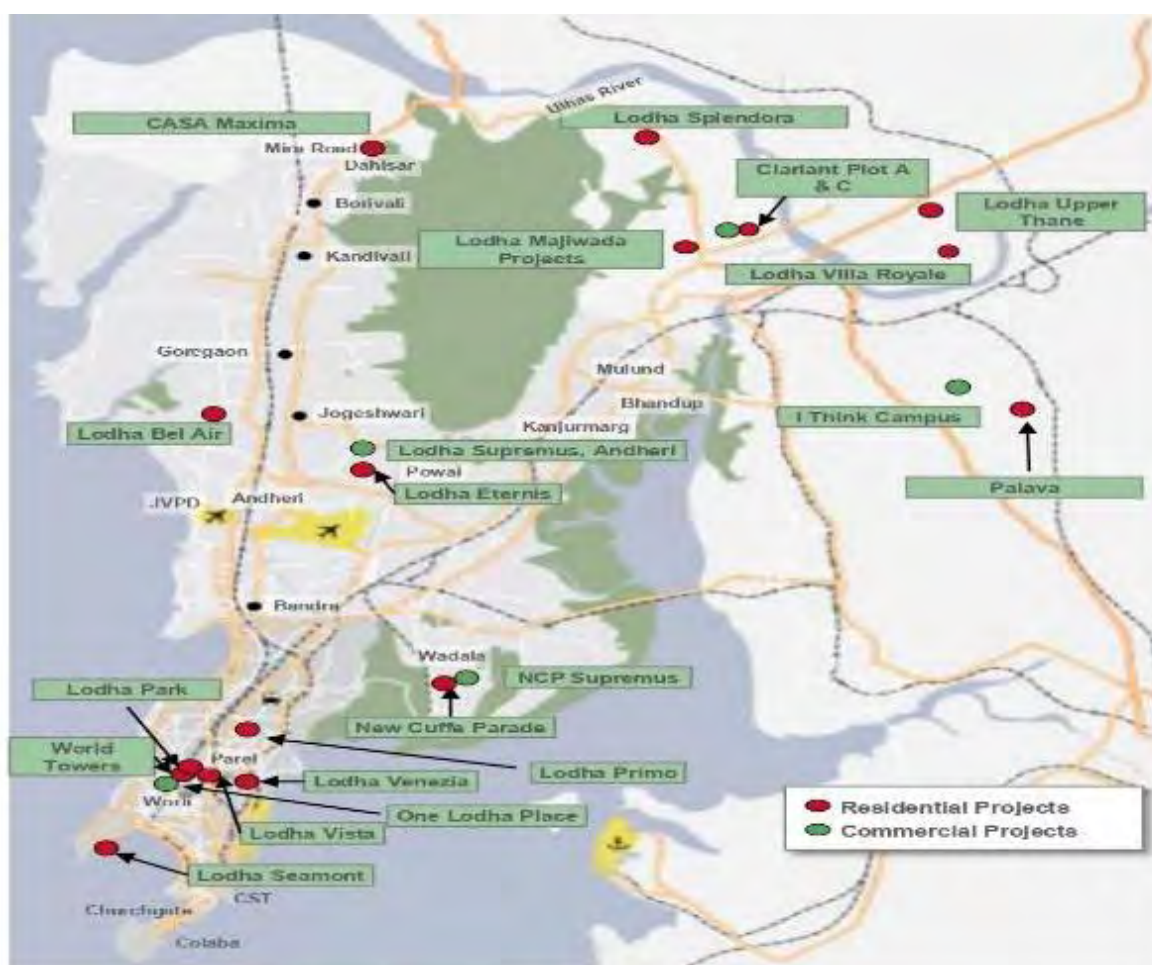 Ulhas River
CASA Maxima
Lodha Splendora
Mira Road
Dahisar
Clariant Plot A
& C
Borivali
Lodha Upper
Thane
Lodha Majiwada
Projects
Kandivali
Lodha Villa Royale
Goregaon
Mulund
Bhandup
I Think Campus
Jogeshwari
Kanjurmarg
Lodha Bel Air
Lodha Supremus, Andheri
Powai
Lodha Eternis
Palava
JVPD
Andheri
Bandra
Wadala
NCP Supremus
Lodha Park
New Cuffe Parade
World
Towers
Parel
Lodha Venezia
Lodha Primo
Worli
One Lodha Place
Lodha Vista
Residential Projects
Commercial Projects
Lodha Seamont
CST
Churchgate
Colaba